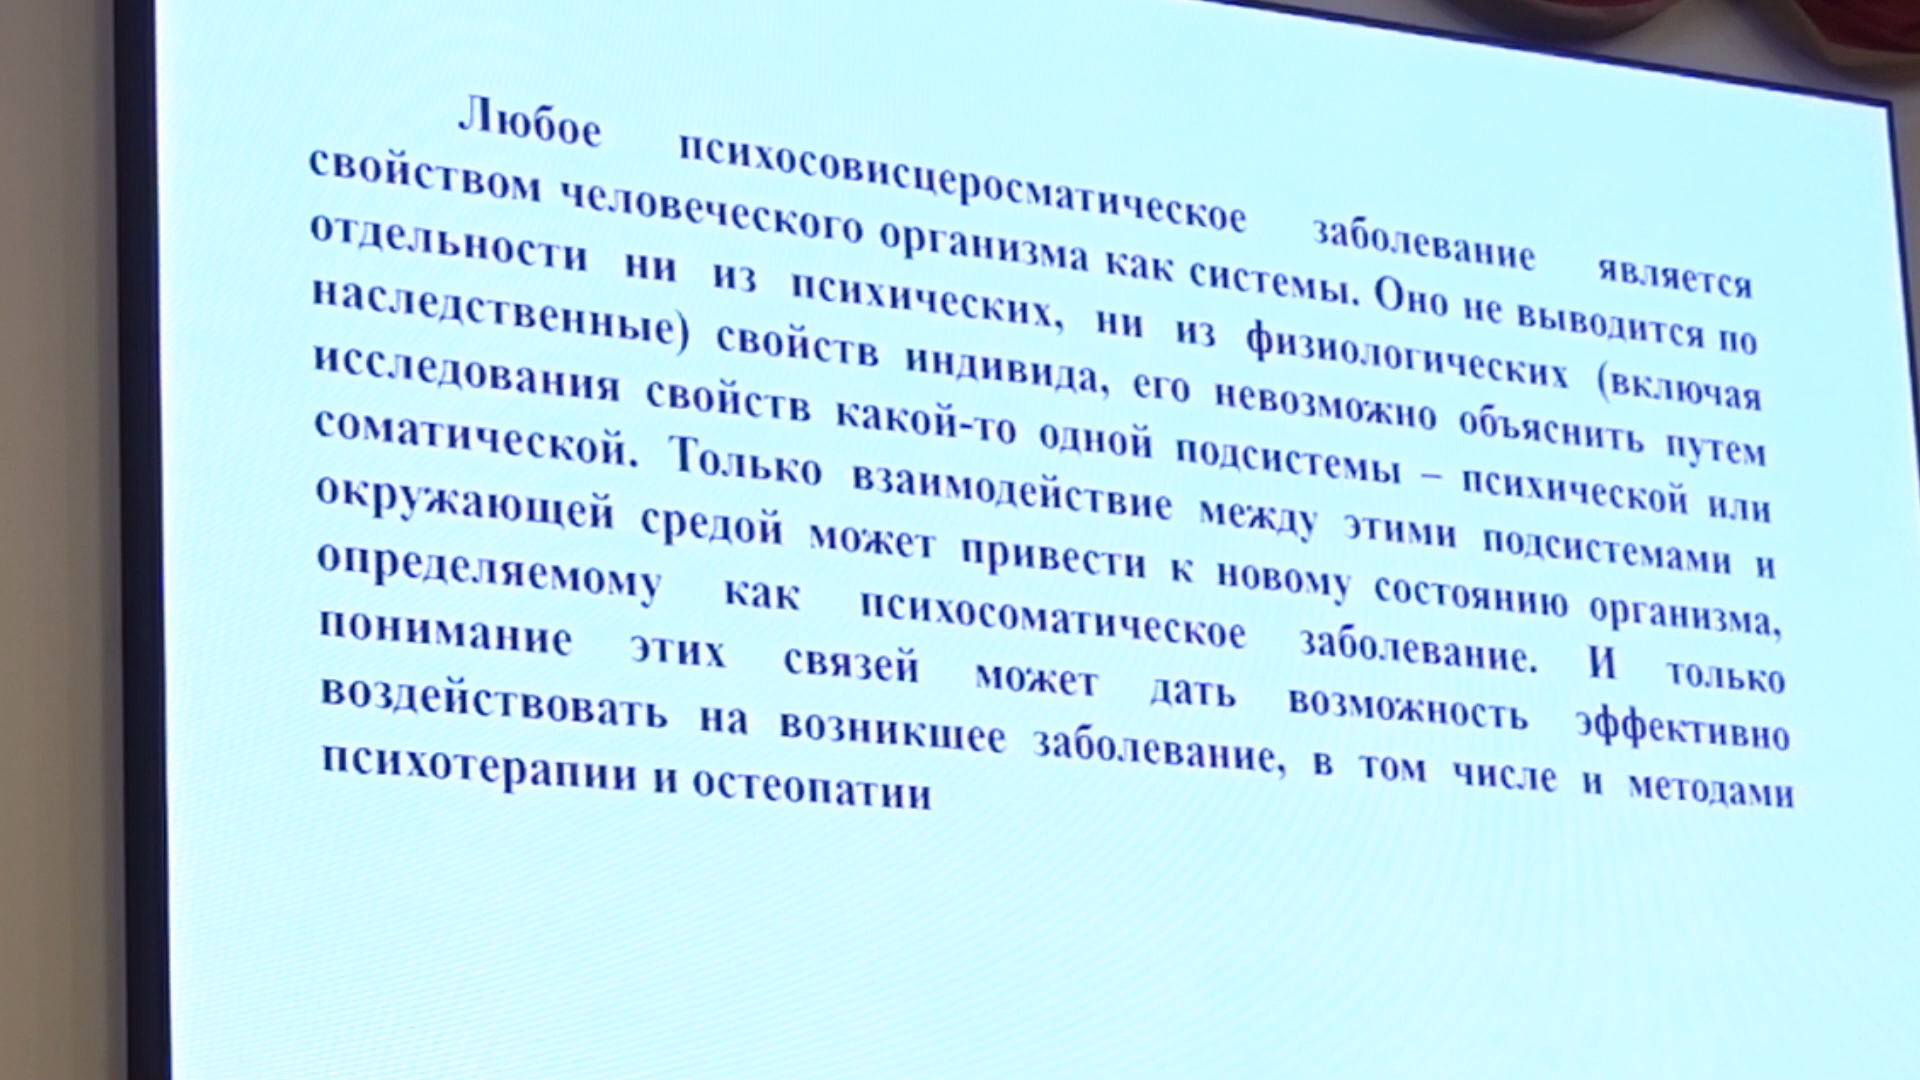 Любое психосовисцеросматическое заболевание является
свойством человеческого организма как системы. Оно не выводится по
отдельности ни из психических, ни из физиологических (включая
наследственные) свойств индивида, его невозможно объяснить путем
исследования свойств какой-то одной подсистемы – психической или
соматической. Только взаимодействие между этими подсистемами и
окружающей средой может привести к новому состоянию организма,
определяемому как психосоматическое заболевание. И только
понимание этих связей может дать возможность эффективно
воздействовать на возникшее заболевание, в том числе и методами
психотерапии и остеопатии